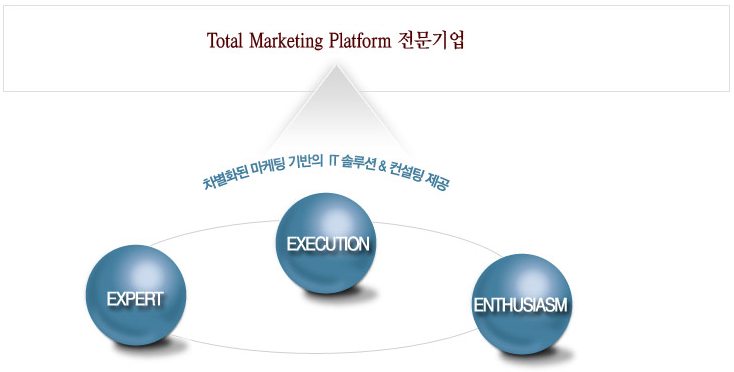 Total Marketing Platform 전문기업
차별화된 마케팅 기반의 IT 솔루션 & 컨설팅 제공
EXECUTION
EXPERT
ENTHUSIASM